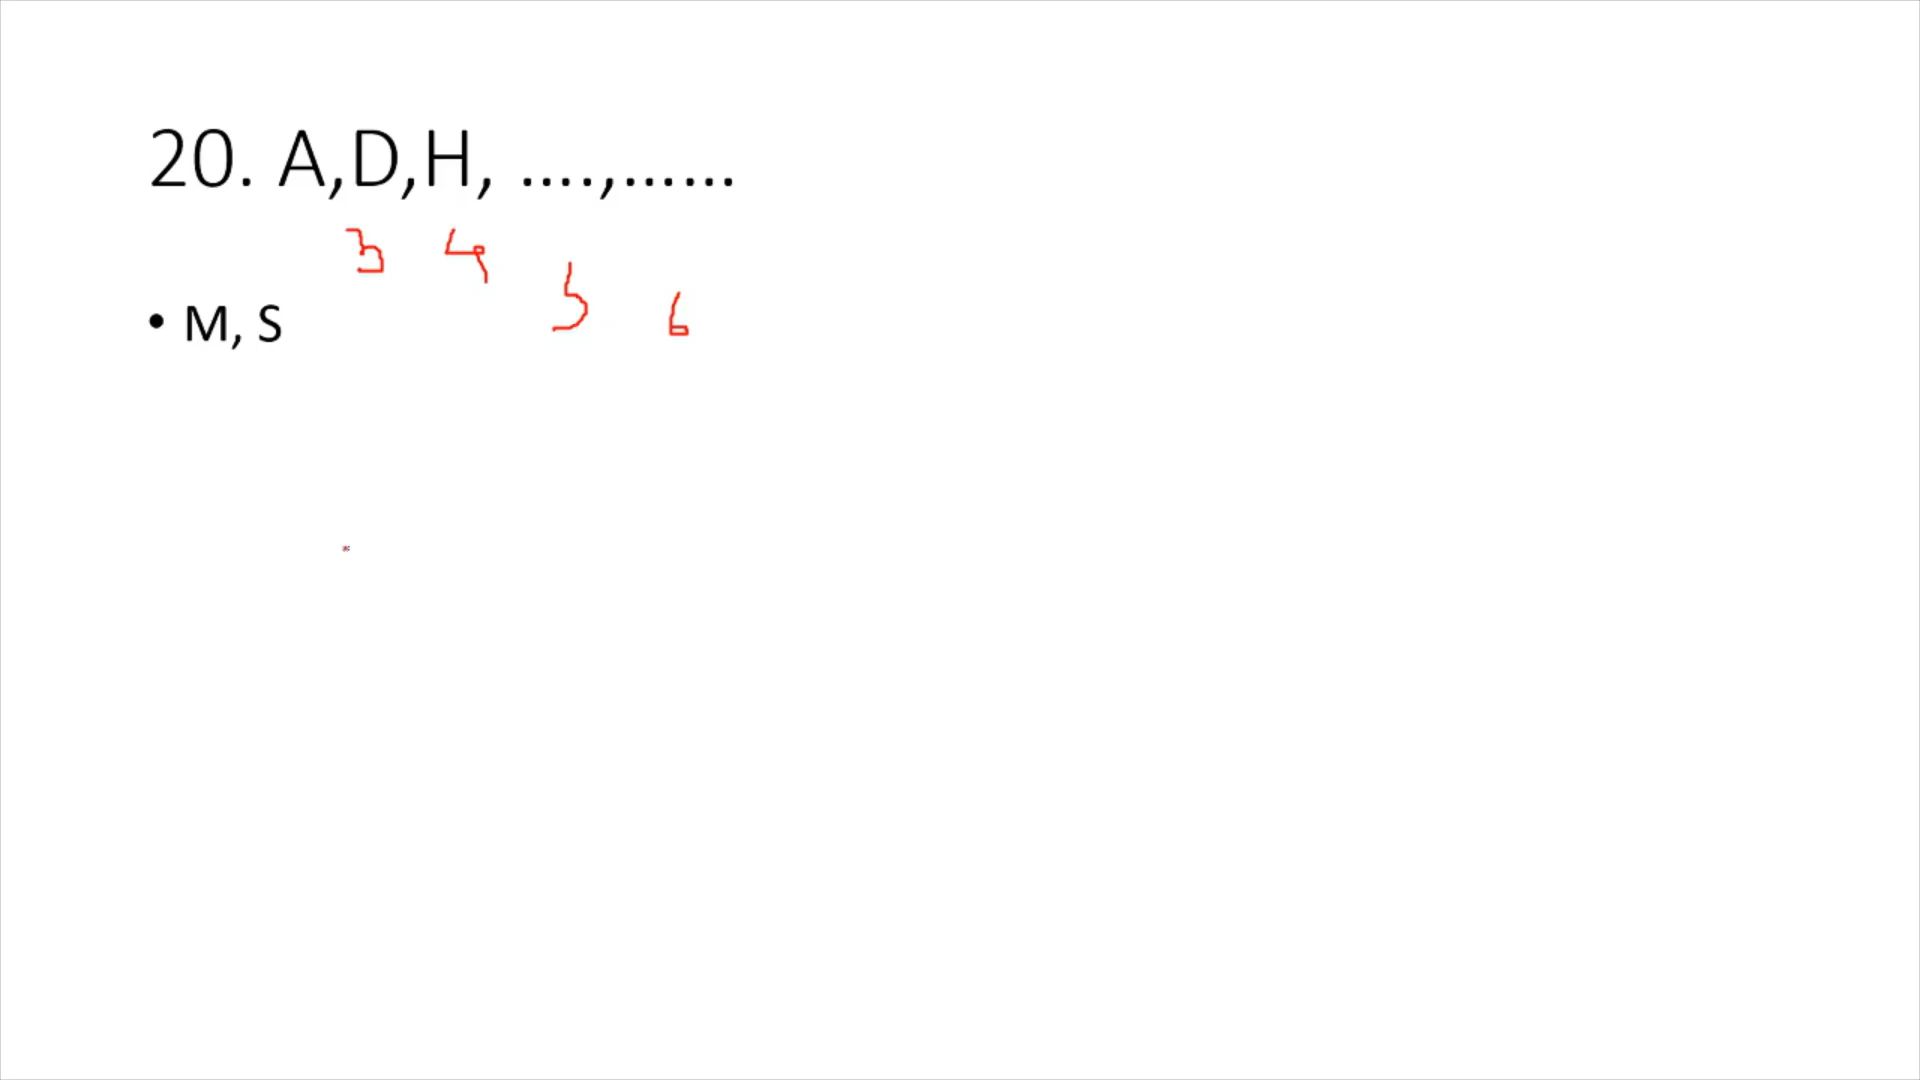 20. A,D,H, ....,......
3 4 5 6
• M, S